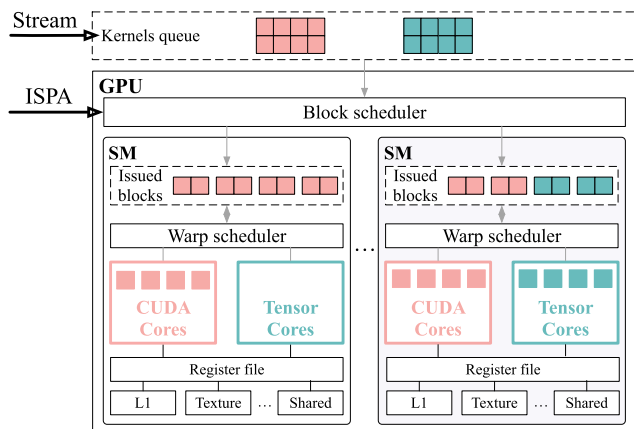 Stream
Kernels queue
GPU
ISPA
Block scheduler
SM
Issued
blocks
Warp scheduler
CUDA
Cores
Tensor
Cores
Register file
L1
Texture
...
Shared
...
SM
Issued
blocks
Warp scheduler
CUDA
Cores
Tensor
Cores
Register file
L1
Texture
...
Shared